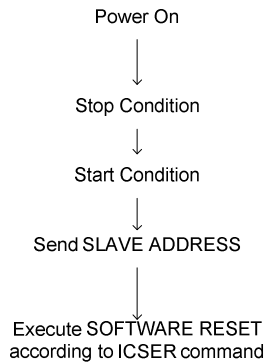 Power On
Stop Condition
Start Condition
Send SLAVE ADDRESS
Execute SOFTWARE RESET
according to ICSER command